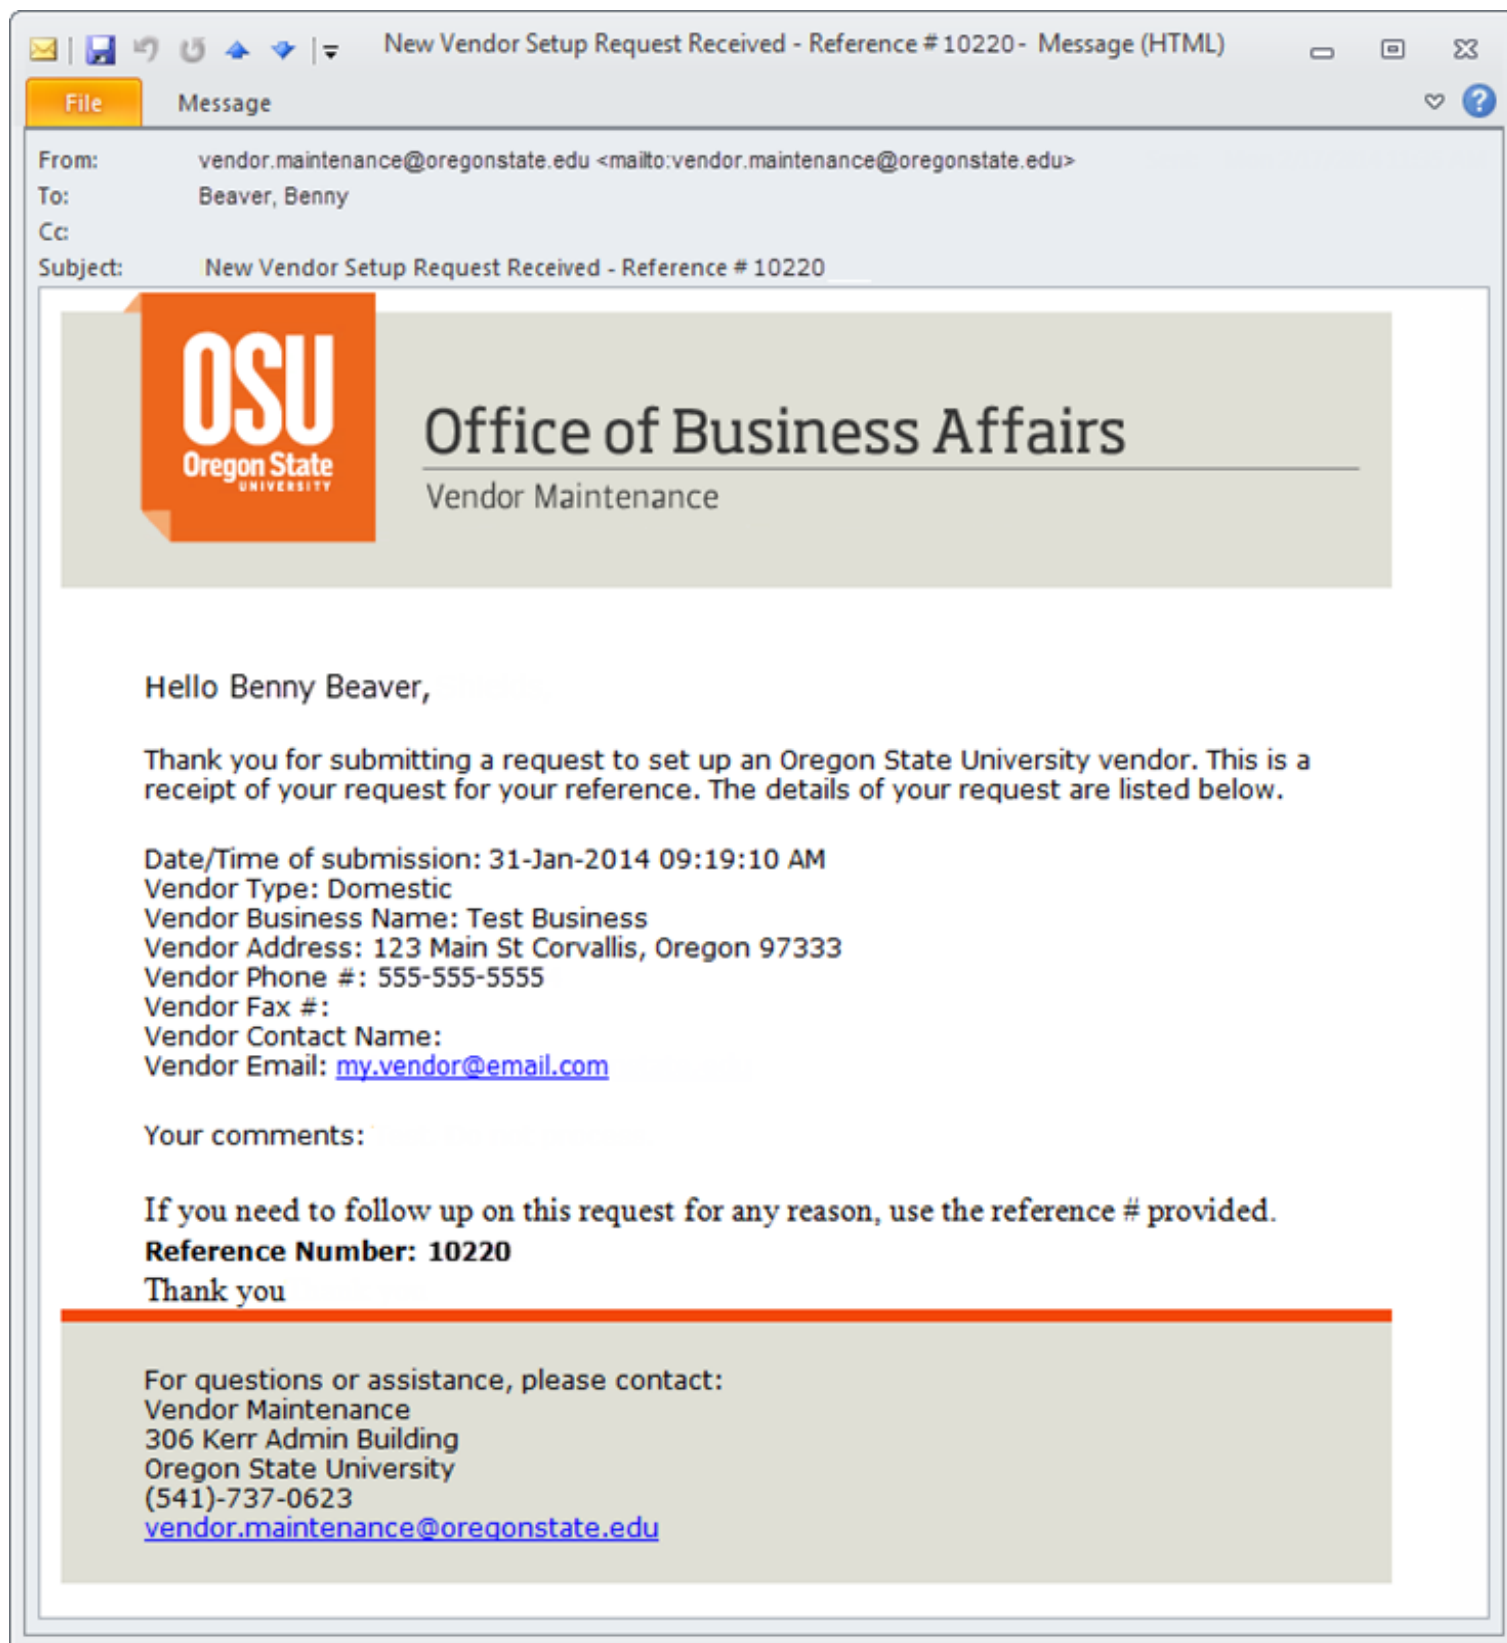 New Vendor Setup Request Received - Reference # 10220 - Message (HTML)
File Message
From: vendor.maintenance@oregonstate.edu <mailto:vendor.maintenance@oregonstate.edu>
To: Beaver, Benny
Cc:
Subject: New Vendor Setup Request Received - Reference # 10220
OSU
Oregon State
UNIVERSITY
Office of Business Affairs
Vendor Maintenance
Hello Benny Beaver,
Thank you for submitting a request to set up an Oregon State University vendor. This is a
receipt of your request for your reference. The details of your request are listed below.
Date/Time of submission: 31-Jan-2014 09:19:10 AM
Vendor Type: Domestic
Vendor Business Name: Test Business
Vendor Address: 123 Main St Corvallis, Oregon 97333
Vendor Phone #: 555-555-5555
Vendor Fax #:
Vendor Contact Name:
Vendor Email: my.vendor@email.com
Your comments:
If you need to follow up on this request for any reason, use the reference # provided.
Reference Number: 10220
Thank you
For questions or assistance, please contact:
Vendor Maintenance
306 Kerr Admin Building
Oregon State University
(541)-737-0623
vendor.maintenance@oregonstate.edu